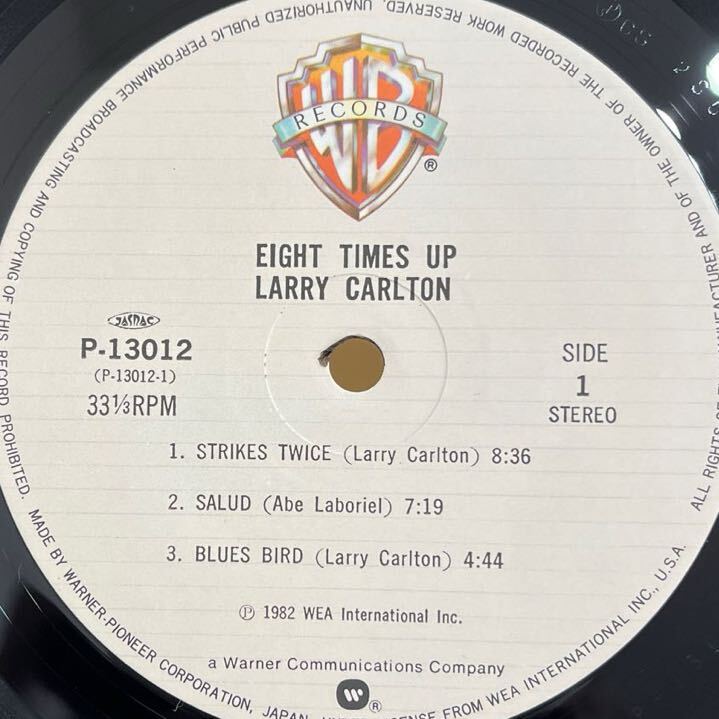 ALL RIGHTS OF MANUFACTURER AND OF THE OWNER OF THE RECORDED WORK RESERVED. UNAUTHORIZED PUBLIC PERFORMANCE BROADCASTING AND COPYING OF THIS RECORD PROHIBITED. MADE BY WARNER-PIONEER CORPORATION, JAPAN, FROM WEA INTERNATIONAL INC., U.S.A.
WB
RECORDS
®
EIGHT TIMES UP
LARRY CARLTON
JASRAC
P-13012
(P-13012-1)
33⅓RPM
SIDE
1
STEREO
1. STRIKES TWICE (Larry Carlton) 8:36
2. SALUD (Abe Laboriel) 7:19
3. BLUES BIRD (Larry Carlton) 4:44
Ⓟ 1982 WEA International Inc.
a Warner Communications Company
®